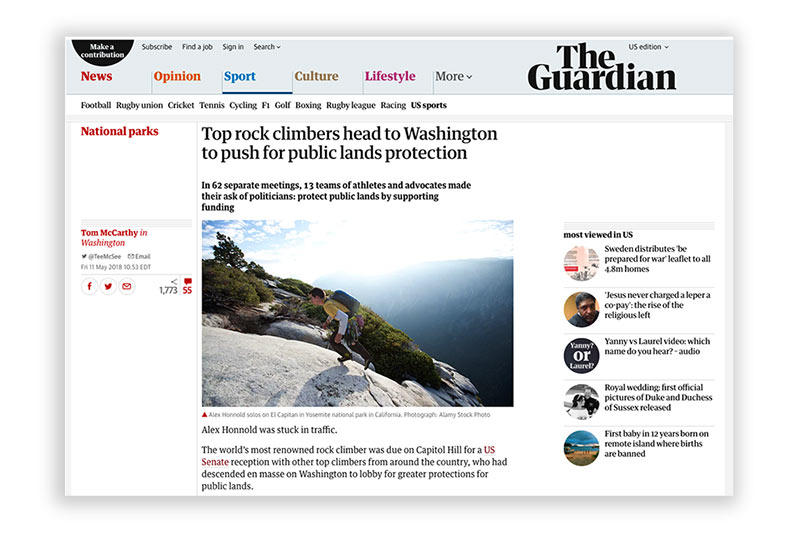 Make a
contribution
Subscribe
Find a job
Sign in
Search
US edition
The
Guardian
News
Opinion
Sport
Culture
Lifestyle
More
Football Rugby union Cricket Tennis Cycling F1 Golf Boxing Rugby league Racing US sports
National parks
Top rock climbers head to Washington
to push for public lands protection
In 62 separate meetings, 13 teams of athletes and advocates made
their ask of politicians: protect public lands by supporting
funding
Tom McCarthy in
Washington
@TeeMcSee Email
Fri 11 May 2018 10.53 EDT
1,773
55
Alex Honnold solos on El Capitan in Yosemite national park in California. Photograph: Alamy Stock Photo
Alex Honnold was stuck in traffic.
The world's most renowned rock climber was due on Capitol Hill for a US
Senate reception with other top climbers from around the country, who had
descended en masse on Washington to lobby for greater protections for
public lands.
most viewed in US
Sweden distributes 'be
prepared for war' leaflet to all
4.8m homes
'Jesus never charged a leper a
co-pay': the rise of the
religious left
Yanny?
or
Laurel?
Yanny vs Laurel video: which
name do you hear? – audio
Royal wedding: first official
pictures of Duke and Duchess
of Sussex released
First baby in 12 years born on
remote island where births
are banned